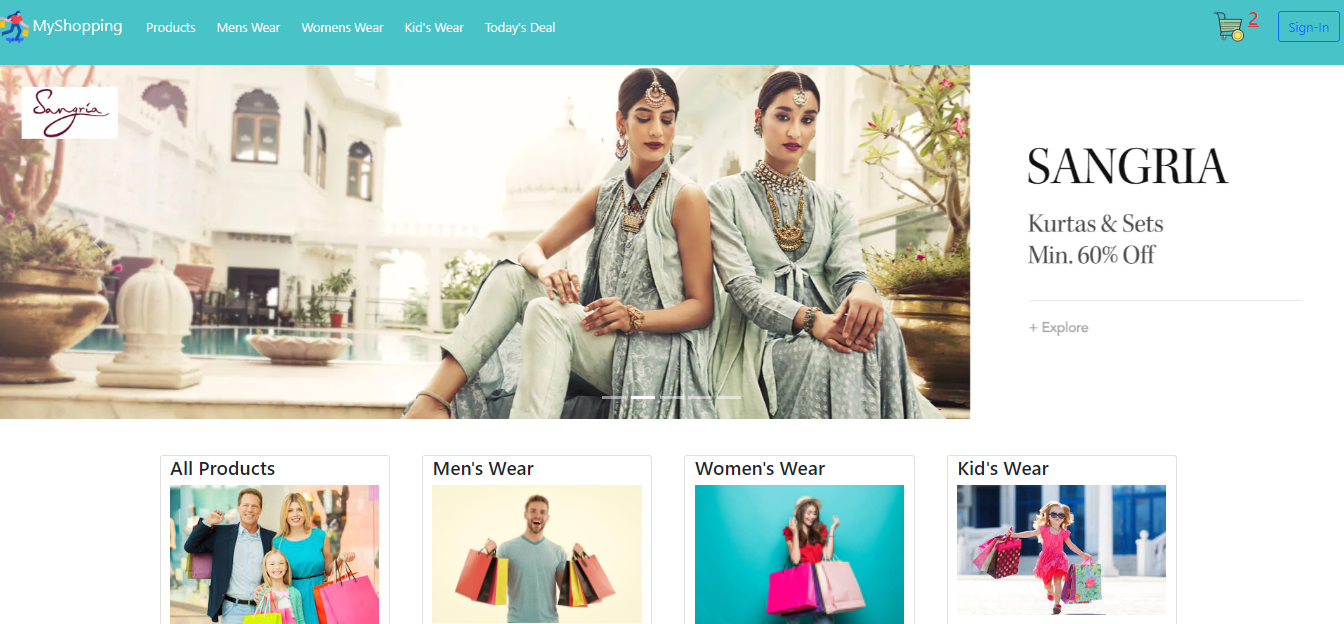 MyShopping Products Mens Wear Womens Wear Kid's Wear Today's Deal 2 Sign-In
Sangria
SANGRIA
Kurtas & Sets
Min. 60% Off
+ Explore
All Products Men's Wear Women's Wear Kid's Wear